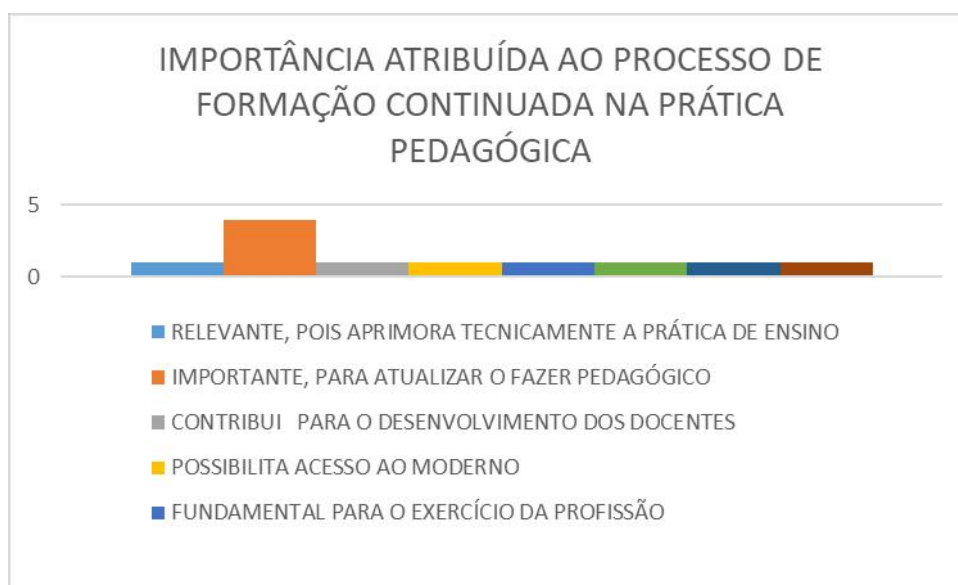 IMPORTÂNCIA ATRIBUÍDA AO PROCESSO DE
FORMAÇÃO CONTINUADA NA PRÁTICA
PEDAGÓGICA
5
0
RELEVANTE, POIS APRIMORA TECNICAMENTE A PRÁTICA DE ENSINO
IMPORTANTE, PARA ATUALIZAR O FAZER PEDAGÓGICO
CONTRIBUI   PARA O DESENVOLVIMENTO DOS DOCENTES
POSSIBILITA ACESSO AO MODERNO
FUNDAMENTAL PARA O EXERCÍCIO DA PROFISSÃO